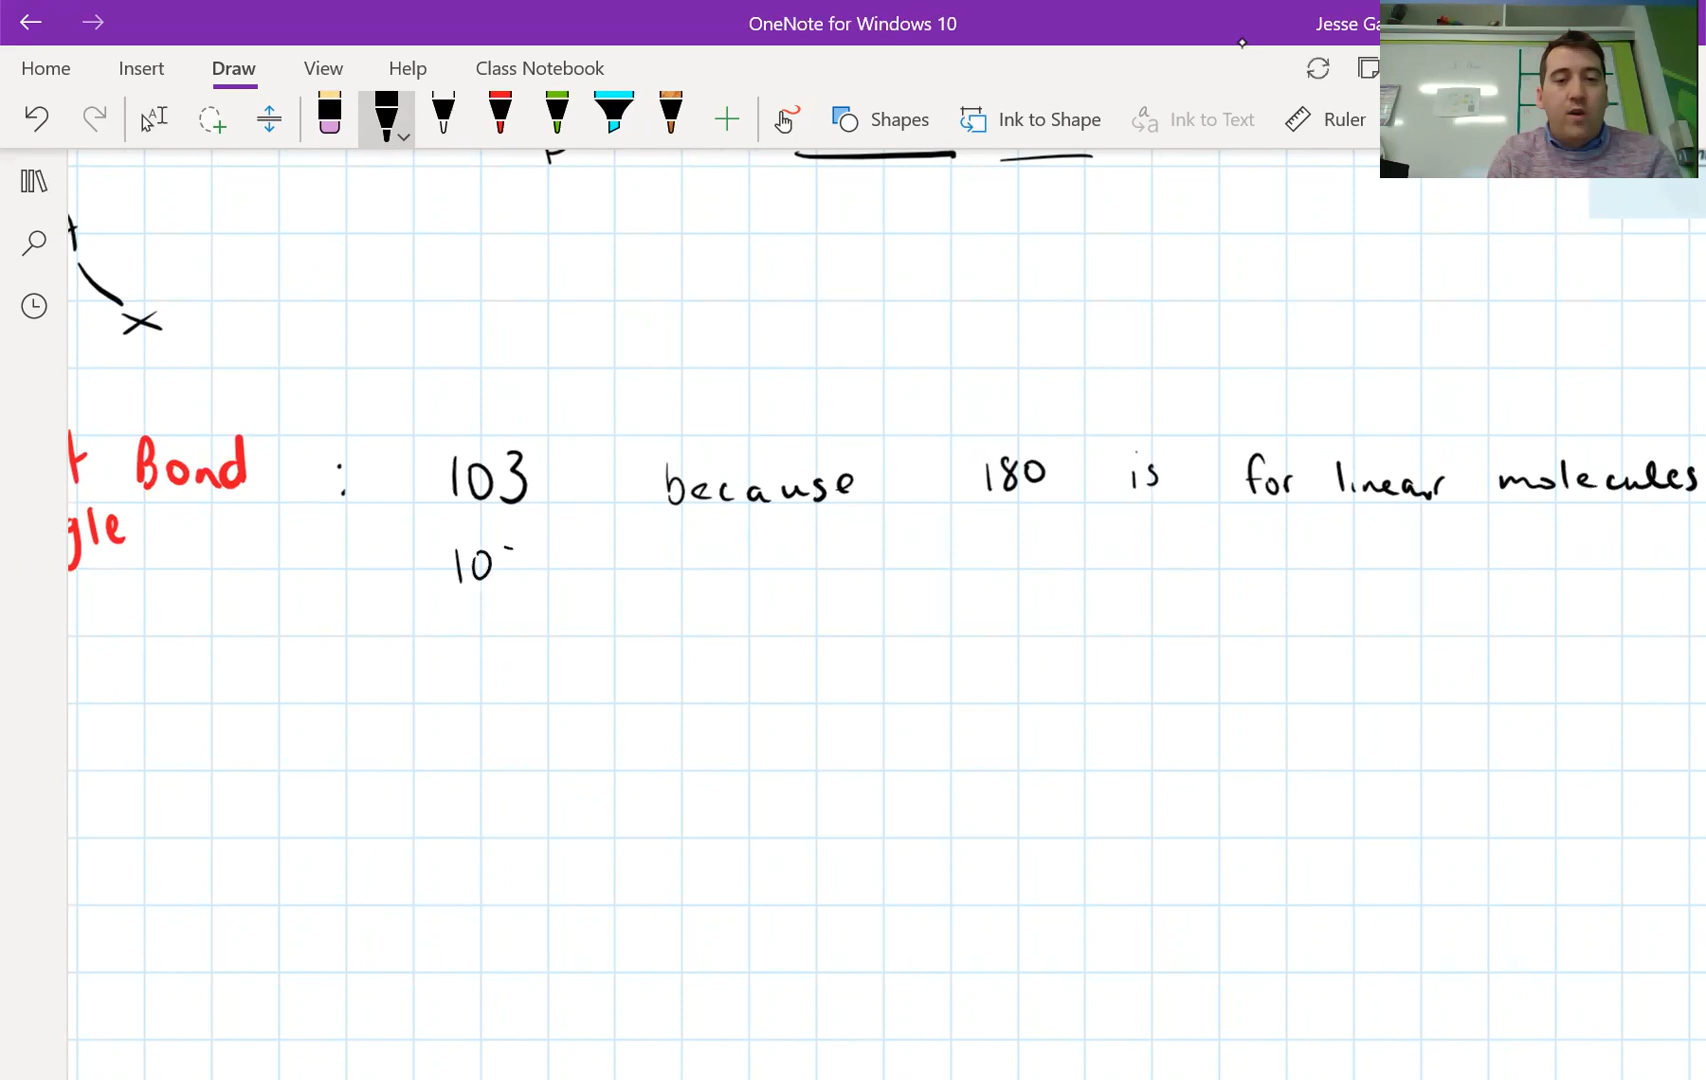 OneNote for Windows 10
Jesse Ga
Home Insert Draw View Help Class Notebook
Shapes Ink to Shape Ink to Text Ruler
t Bond : 103 because 180 is for linear molecules
gle
10